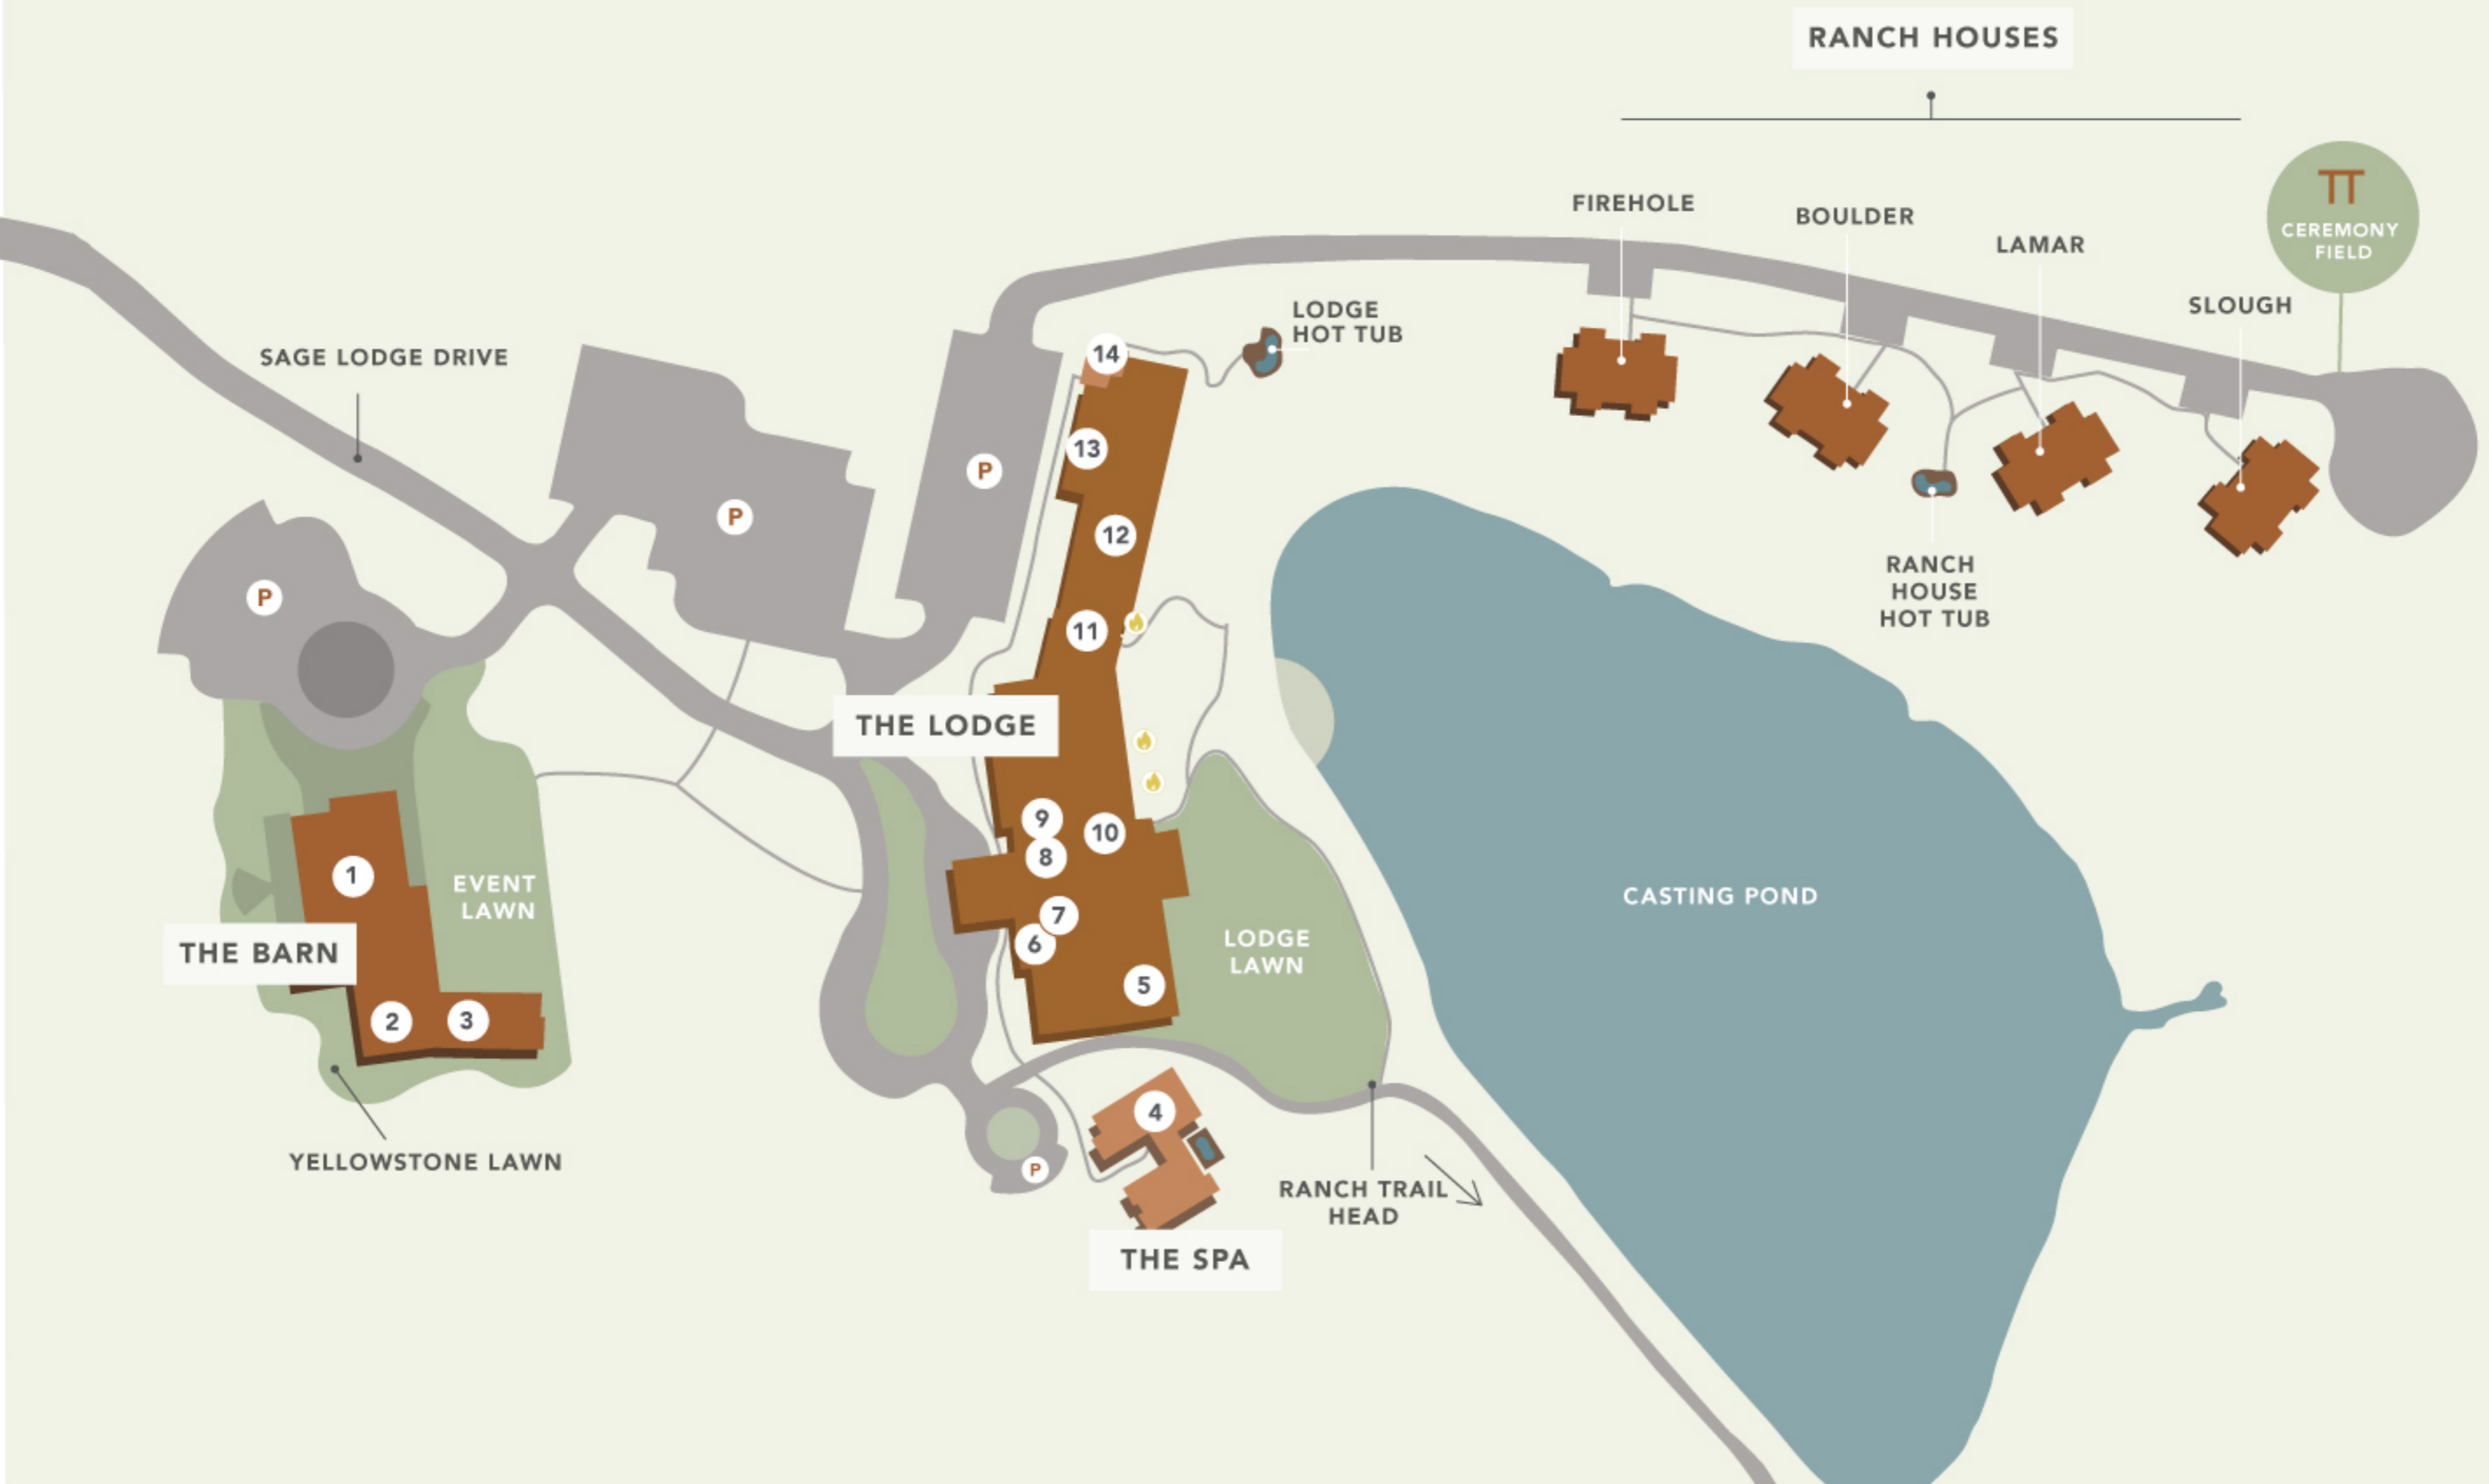 RANCH HOUSES
CEREMONY
FIELD
FIREHOLE
BOULDER
LAMAR
SLOUGH
LODGE
HOT TUB
SAGE LODGE DRIVE
14
13
P
P
12
RANCH
HOUSE
HOT TUB
P
11
THE LODGE
9
10
8
1
EVENT
LAWN
CASTING POND
7
6
LODGE
LAWN
THE BARN
5
2
3
4
YELLOWSTONE LAWN
P
RANCH TRAIL
HEAD
THE SPA